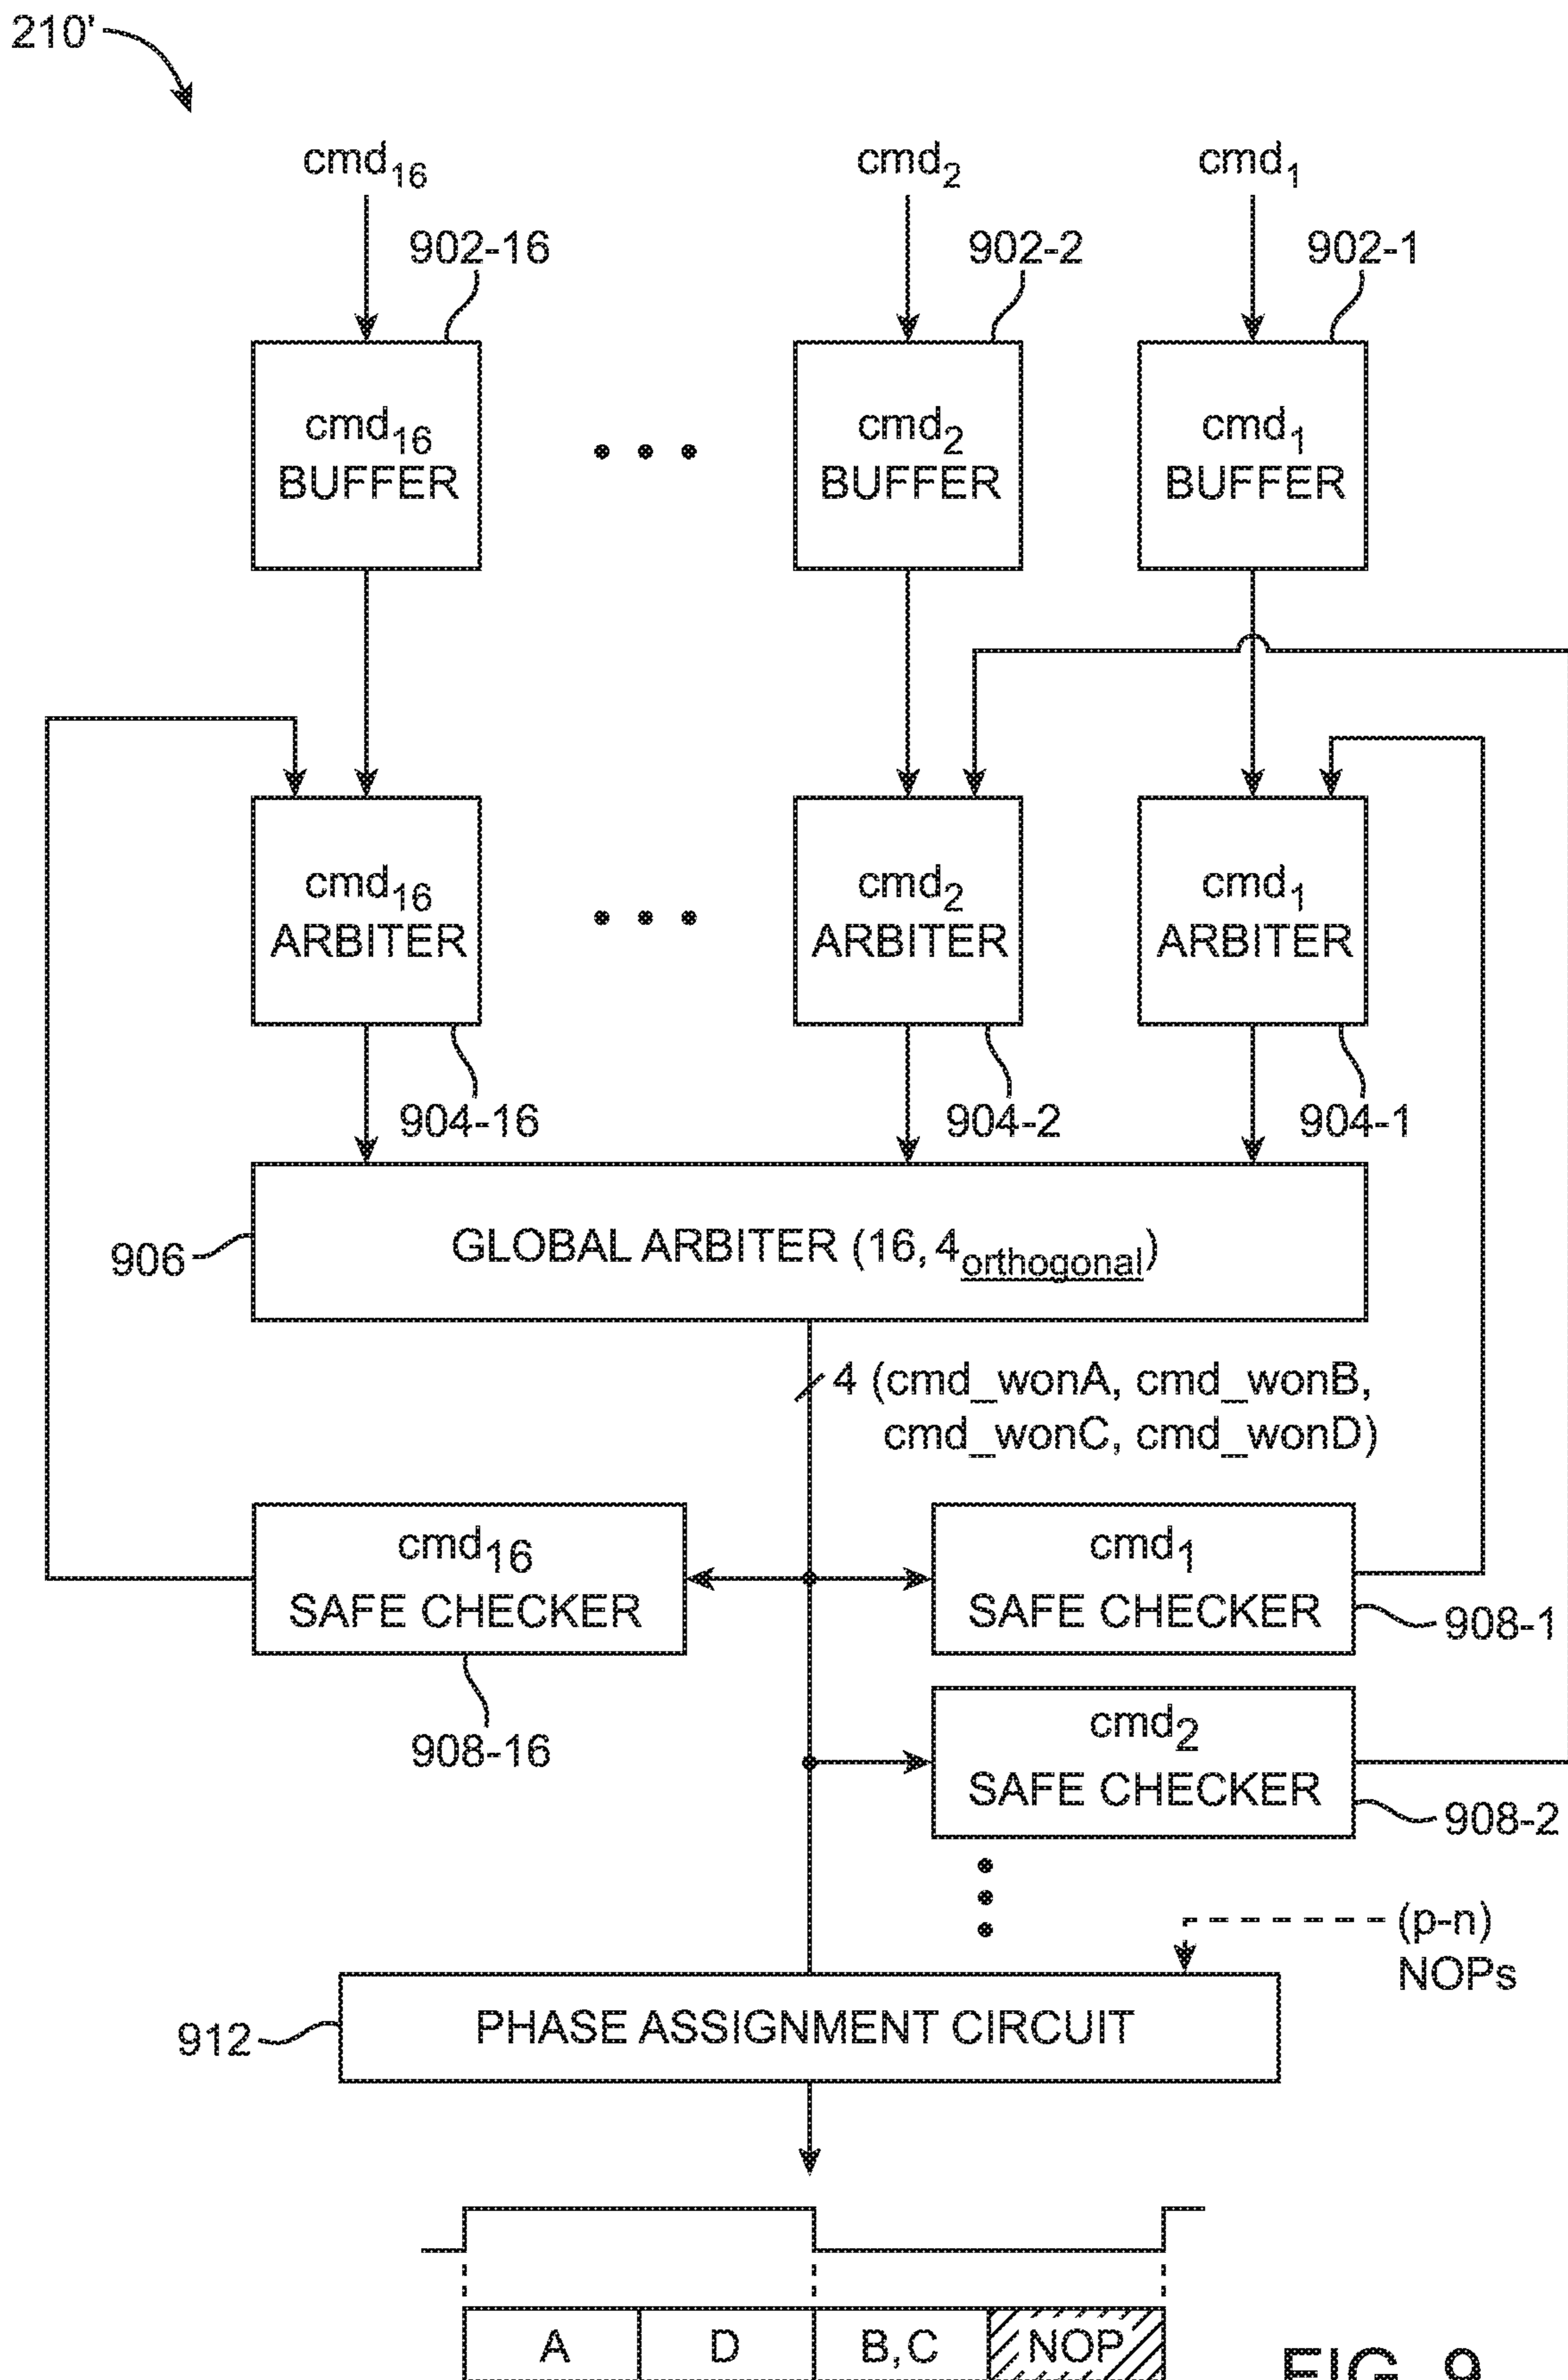 210'
cmd16 cmd2 cmd1
902-16 902-2 902-1
cmd16 BUFFER
cmd2 BUFFER
cmd1 BUFFER
cmd16 ARBITER
cmd2 ARBITER
cmd1 ARBITER
904-16 904-2 904-1
906
GLOBAL ARBITER (16, 4orthogonal)
4 (cmd_wonA, cmd_wonB,
cmd_wonC, cmd_wonD)
cmd16
SAFE CHECKER
908-16
cmd1
SAFE CHECKER
908-1
cmd2
SAFE CHECKER
908-2
(p-n)
NOPs
912
PHASE ASSIGNMENT CIRCUIT
A D B, C NOP
FIG. 9